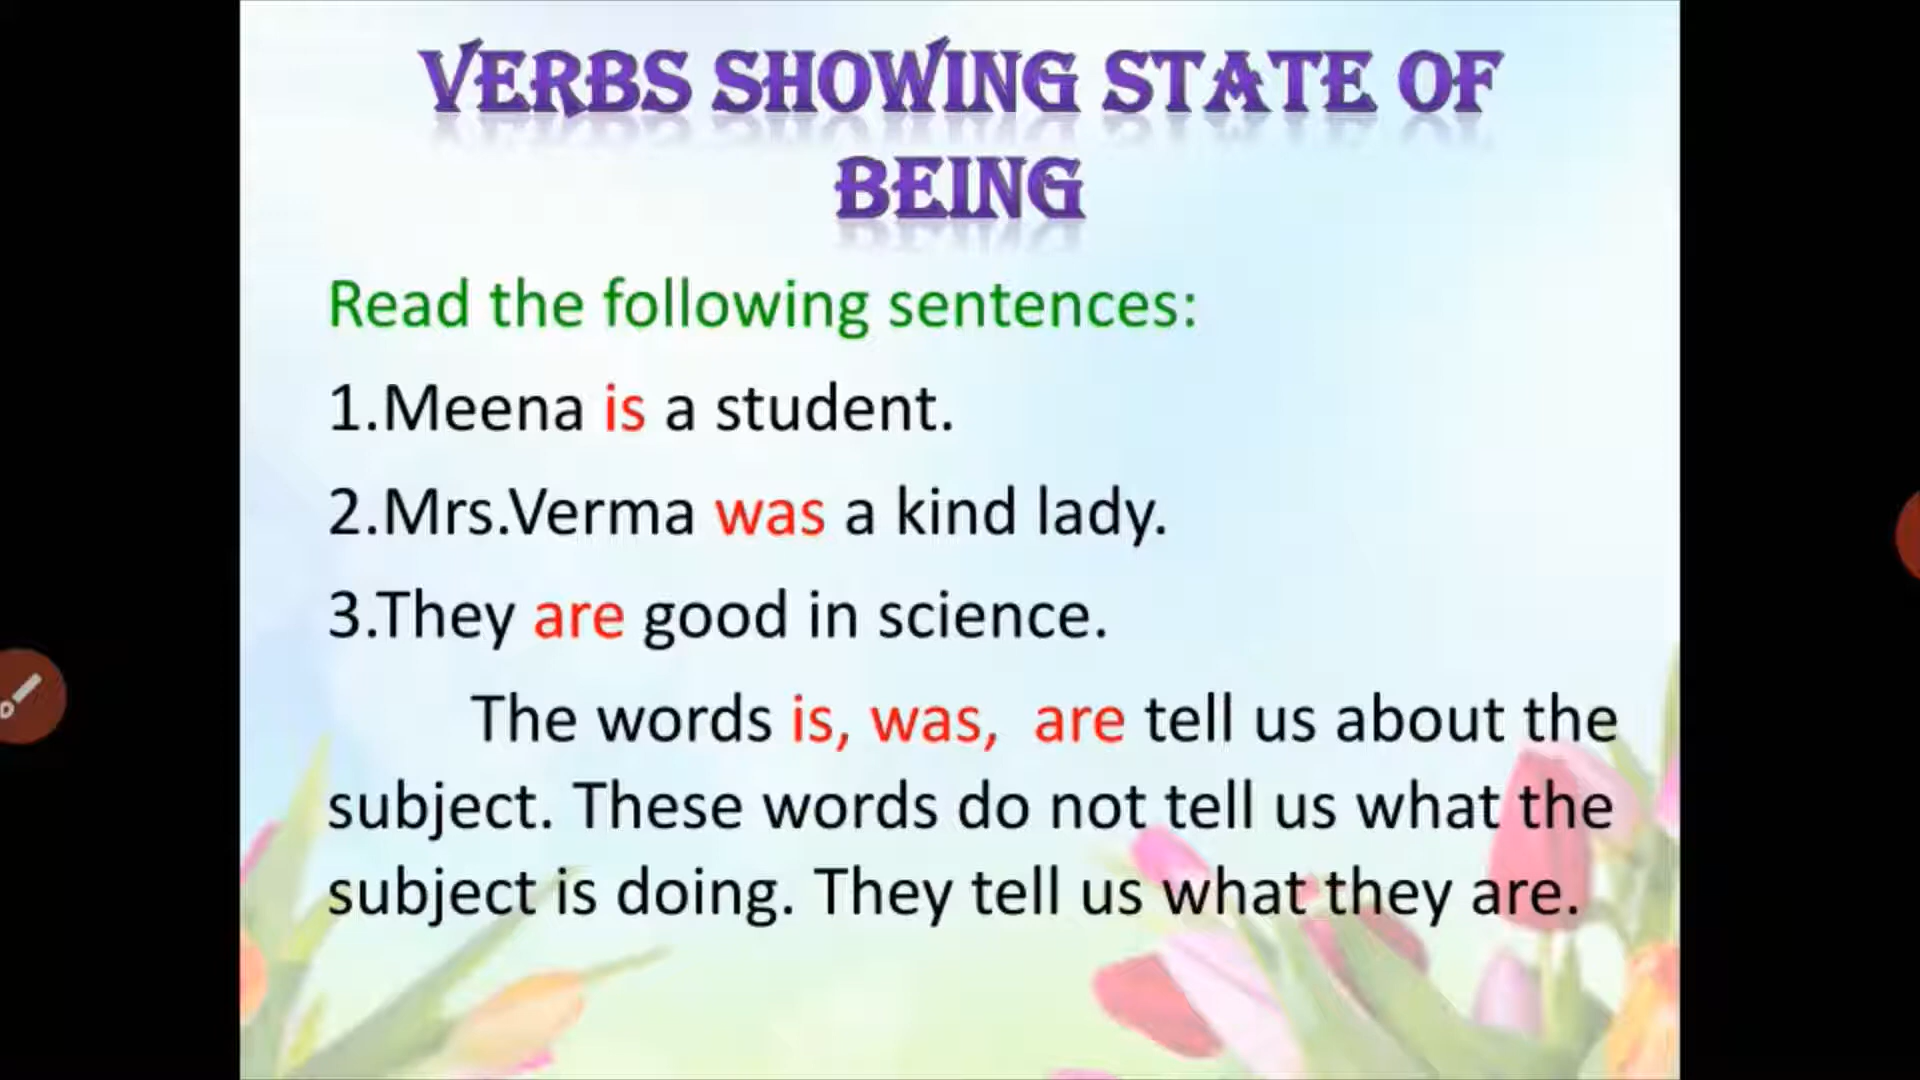 VERBS SHOWING STATE OF
BEING
Read the following sentences:
1.Meena is a student.
2.Mrs.Verma was a kind lady.
3.They are good in science.
The words is, was,  are tell us about the
subject. These words do not tell us what the
subject is doing. They tell us what they are.